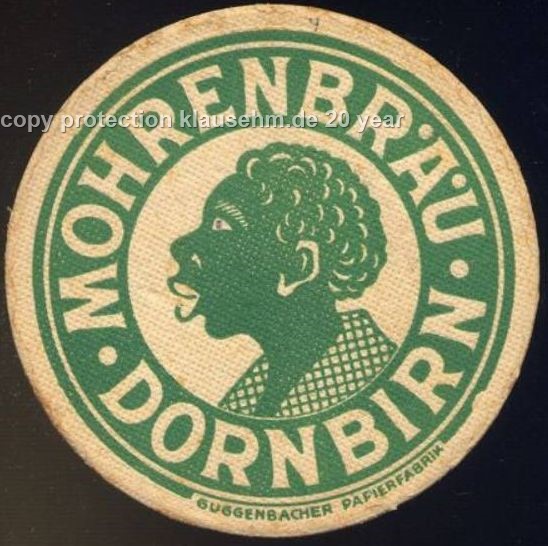 MOHRENBRÄU
copy protection klausehm.de 20 year
· DORNBIRN ·
GUGGENBACHER PAPIERFABRIK